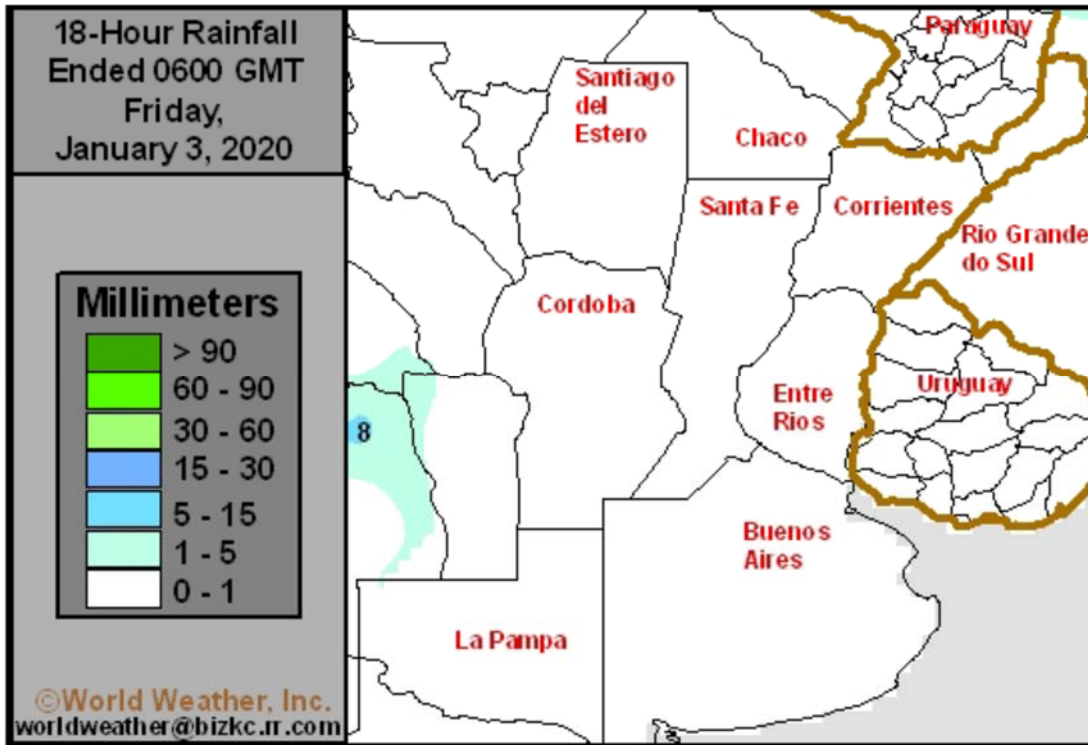 18-Hour Rainfall
Ended 0600 GMT
Friday,
January 3, 2020
Millimeters
> 90
60 - 90
30 - 60
15 - 30
5 - 15
1 - 5
0 - 1
©World Weather, Inc.
worldweather@bizkc.rr.com
Paraguay
Santiago
del
Estero
Chaco
Santa Fe
Corrientes
Rio Grande
do Sul
Cordoba
Entre
Rios
Uruguay
8
Buenos
Aires
La Pampa